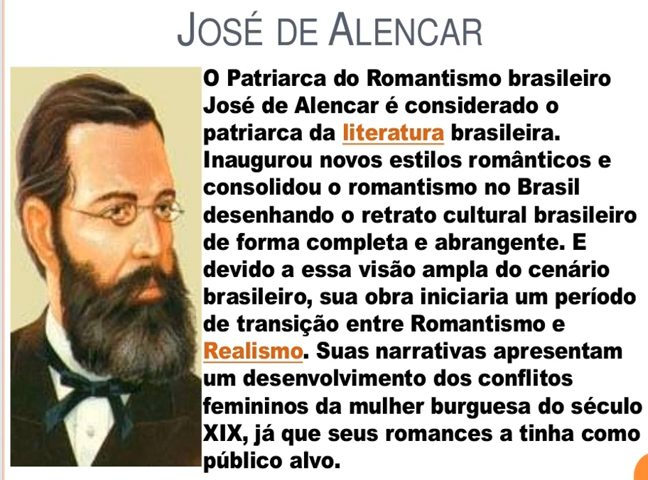 JOSÉ DE ALENCAR
O Patriarca do Romantismo brasileiro
José de Alencar é considerado o
patriarca da literatura brasileira.
Inaugurou novos estilos românticos e
consolidou o romantismo no Brasil
desenhando o retrato cultural brasileiro
de forma completa e abrangente. E
devido a essa visão ampla do cenário
brasileiro, sua obra iniciaria um período
de transição entre Romantismo e
Realismo. Suas narrativas apresentam
um desenvolvimento dos conflitos
femininos da mulher burguesa do século
XIX, já que seus romances a tinha como
público alvo.